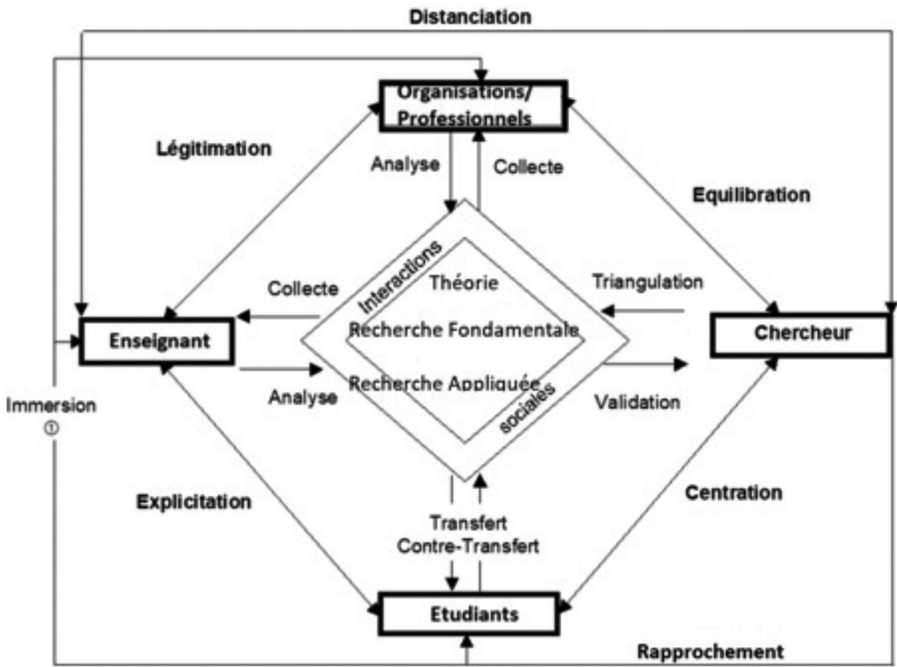 Distanciation
Organisations/
Professionnels
Légitimation
Analyse
Collecte
Equilibration
Interactions
Théorie
Collecte
Triangulation
Enseignant
Recherche Fondamentale
Chercheur
Recherche Appliquée
Analyse
sociales
Validation
Immersion
①
Explicitation
Centration
Transfert
Contre-Transfert
Etudiants
Rapprochement